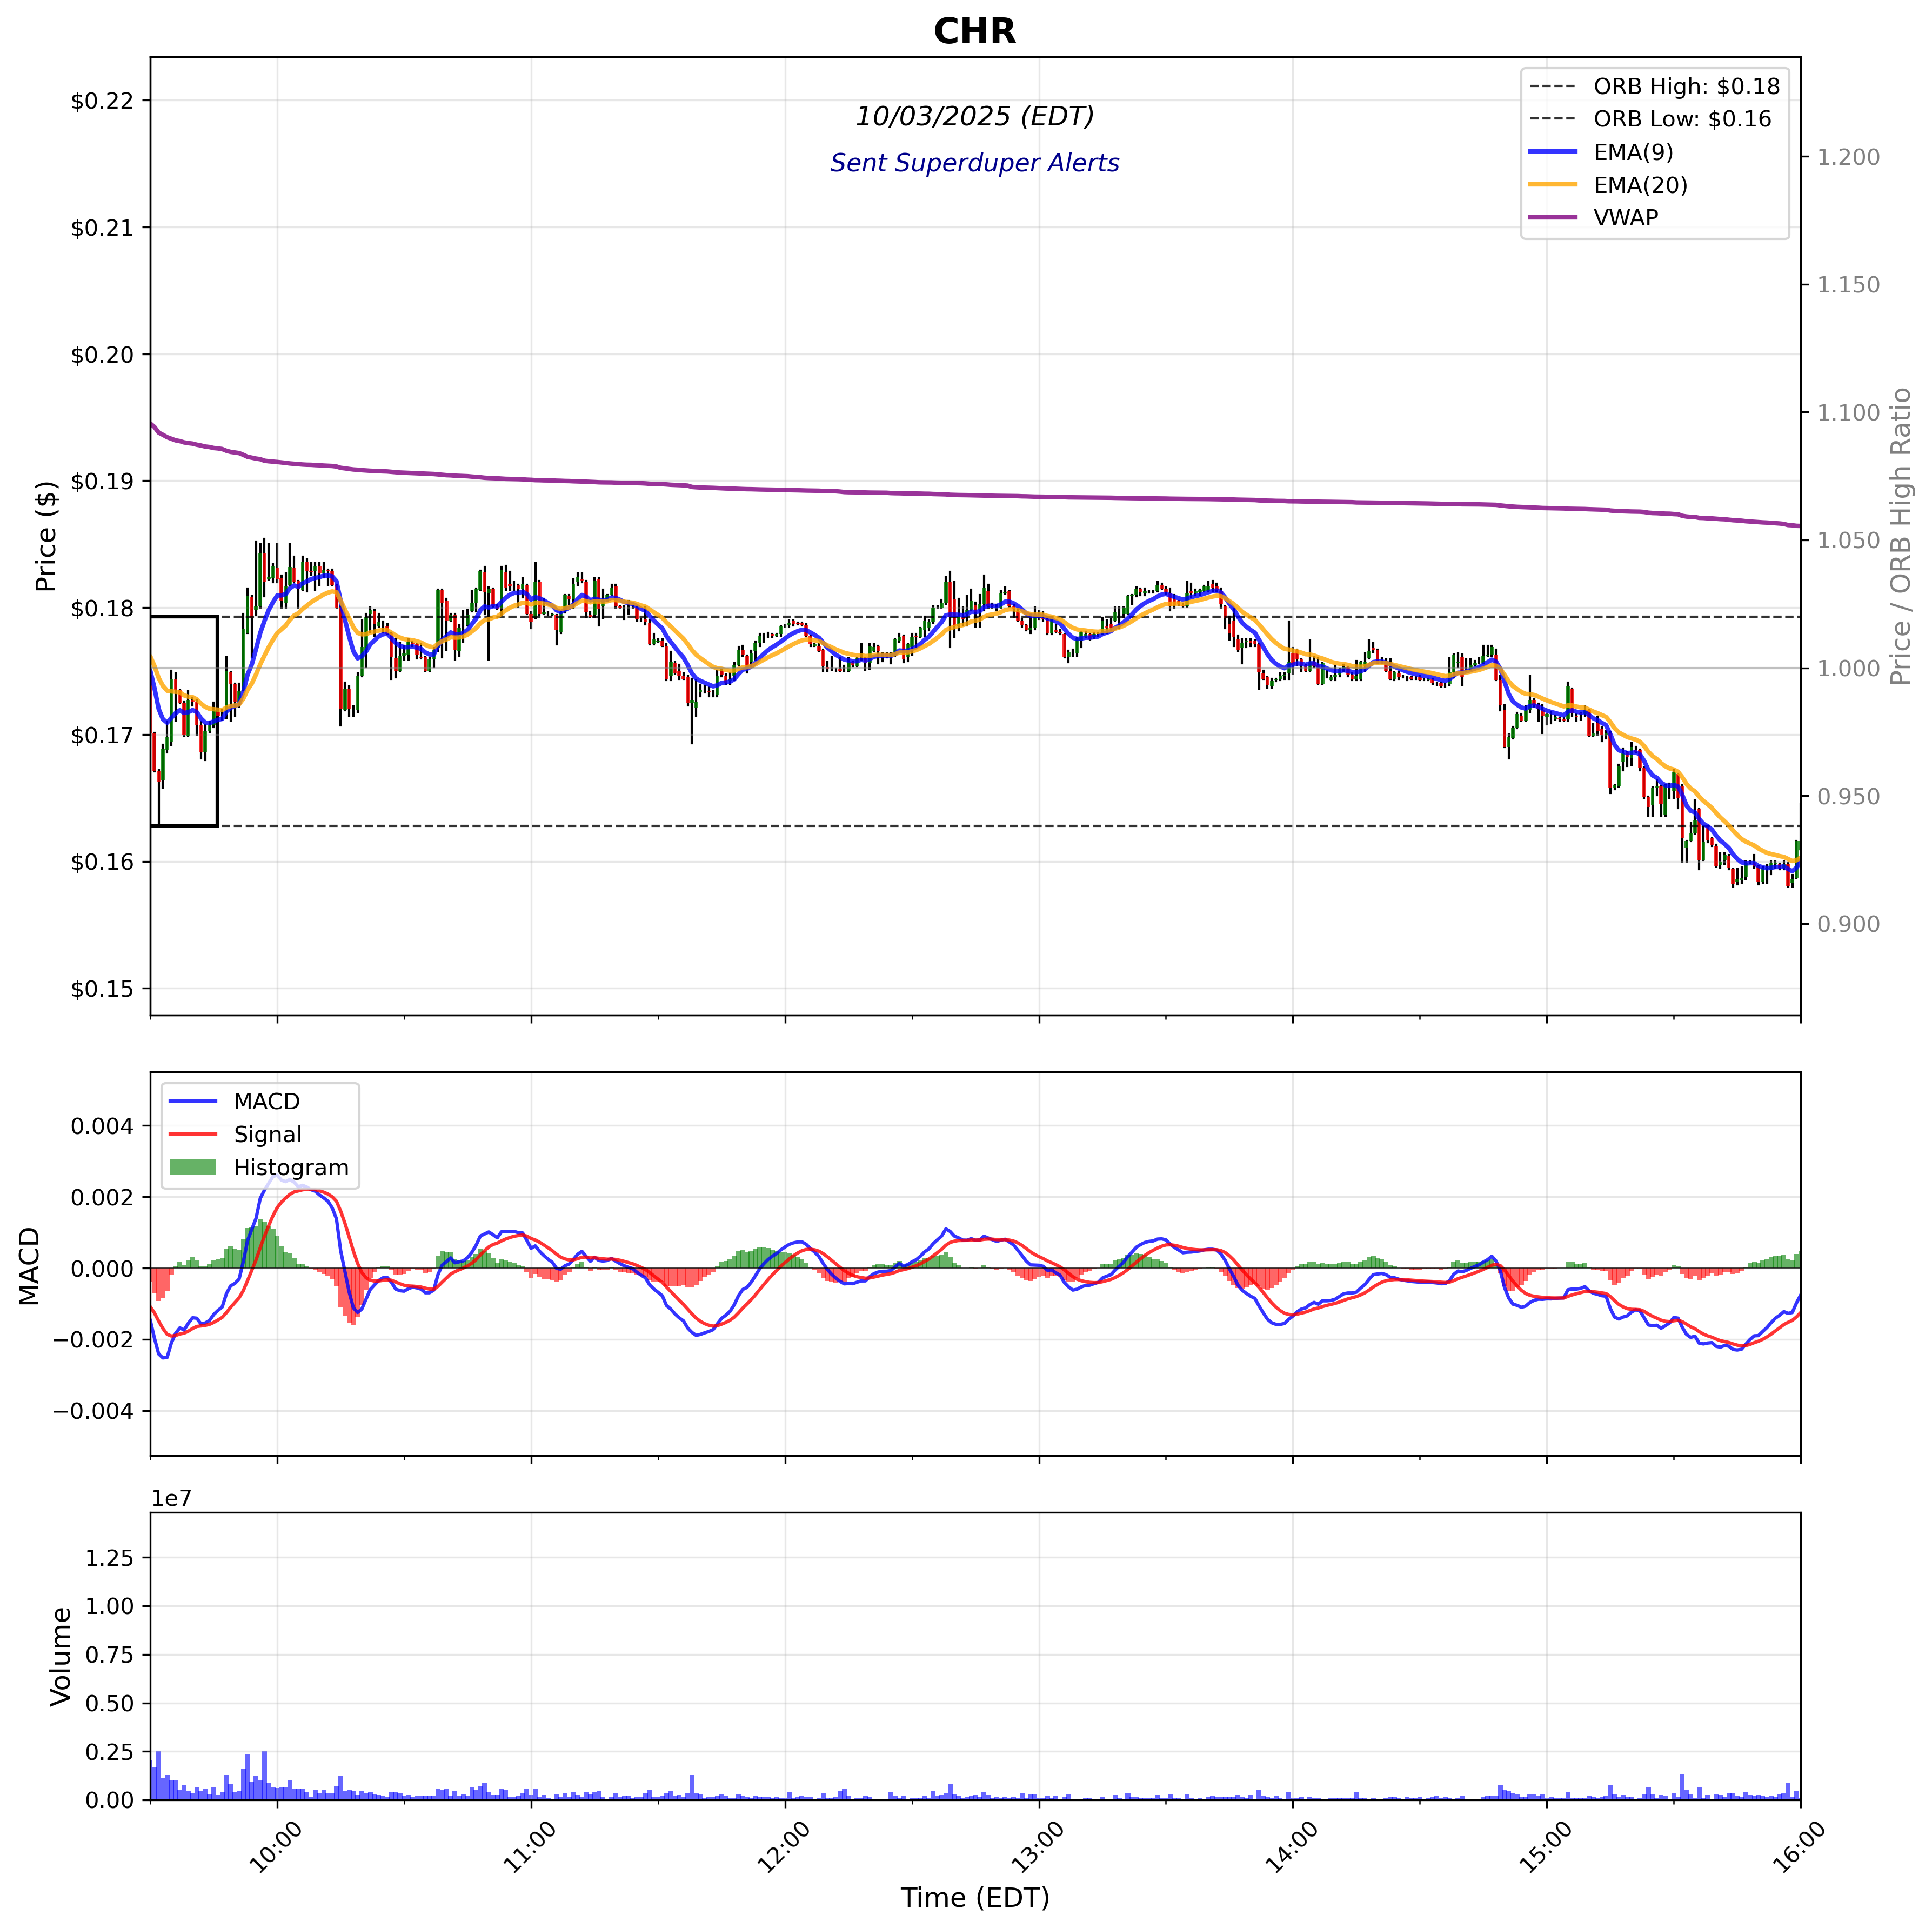 CHR
10/03/2025 (EDT)
Sent Superduper Alerts
ORB High: $0.18
ORB Low: $0.16
EMA(9)
EMA(20)
VWAP
$0.22
$0.21
$0.20
$0.19
$0.18
$0.17
$0.16
$0.15
Price ($)
1.200
1.150
1.100
1.050
1.000
0.950
0.900
Price / ORB High Ratio
MACD
Signal
Histogram
0.004
0.002
0.000
−0.002
−0.004
MACD
1e7
1.25
1.00
0.75
0.50
0.25
0.00
Volume
10:00
11:00
12:00
13:00
14:00
15:00
16:00
Time (EDT)